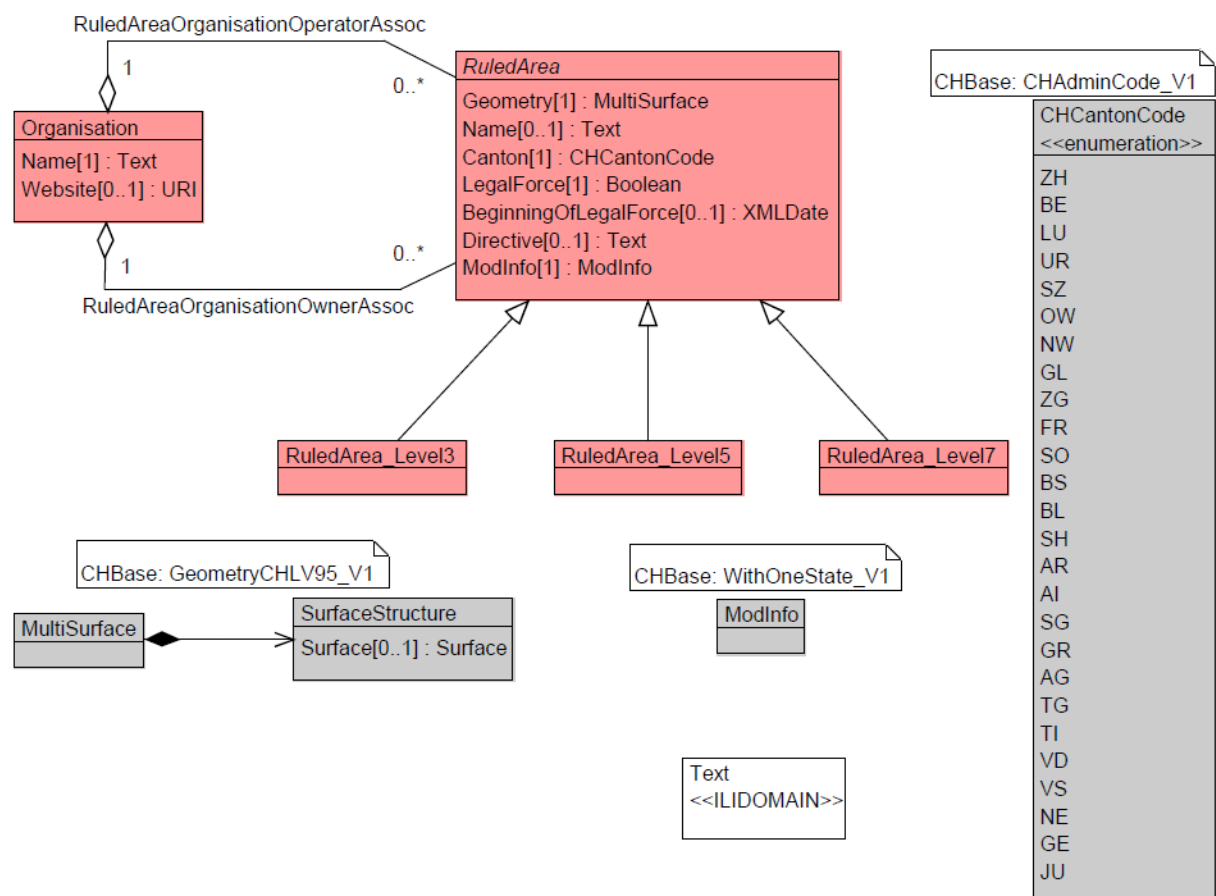 RuledAreaOrganisationOperatorAssoc
1
0..*
Organisation
Name[1] : Text
Website[0..1] : URI
1
0..*
RuledAreaOrganisationOwnerAssoc
RuledArea
Geometry[1] : MultiSurface
Name[0..1] : Text
Canton[1] : CHCantonCode
LegalForce[1] : Boolean
BeginningOfLegalForce[0..1] : XMLDate
Directive[0..1] : Text
ModInfo[1] : ModInfo
RuledArea_Level3
RuledArea_Level5
RuledArea_Level7
CHBase: GeometryCHLV95_V1
MultiSurface
SurfaceStructure
Surface[0..1] : Surface
CHBase: WithOneState_V1
ModInfo
Text
<<ILIDOMAIN>>
CHBase: CHAdminCode_V1
CHCantonCode
<<enumeration>>
ZH
BE
LU
UR
SZ
OW
NW
GL
ZG
FR
SO
BS
BL
SH
AR
AI
SG
GR
AG
TG
TI
VD
VS
NE
GE
JU